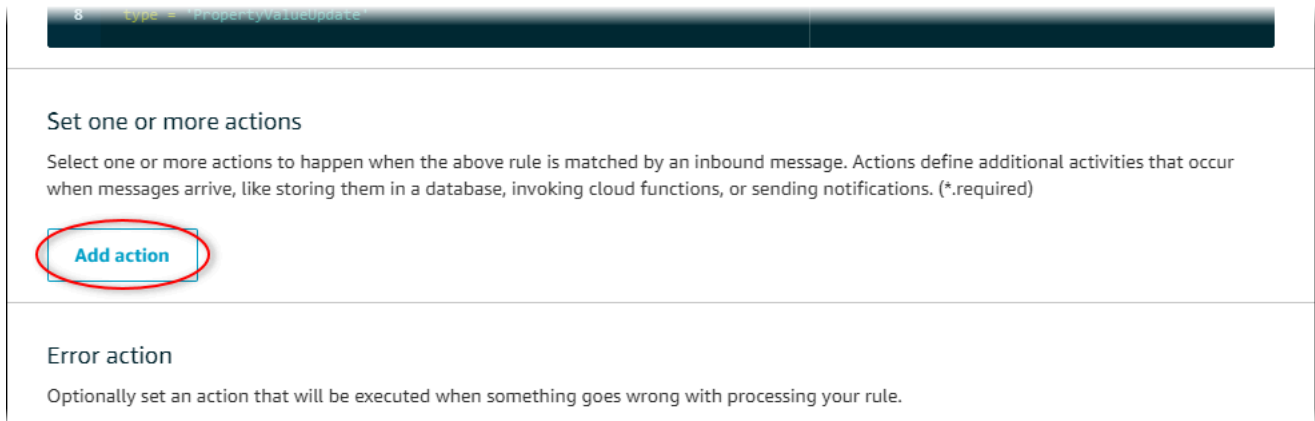 8 type = 'PropertyValueUpdate'
Set one or more actions
Select one or more actions to happen when the above rule is matched by an inbound message. Actions define additional activities that occur
when messages arrive, like storing them in a database, invoking cloud functions, or sending notifications. (*.required)
Add action
Error action
Optionally set an action that will be executed when something goes wrong with processing your rule.